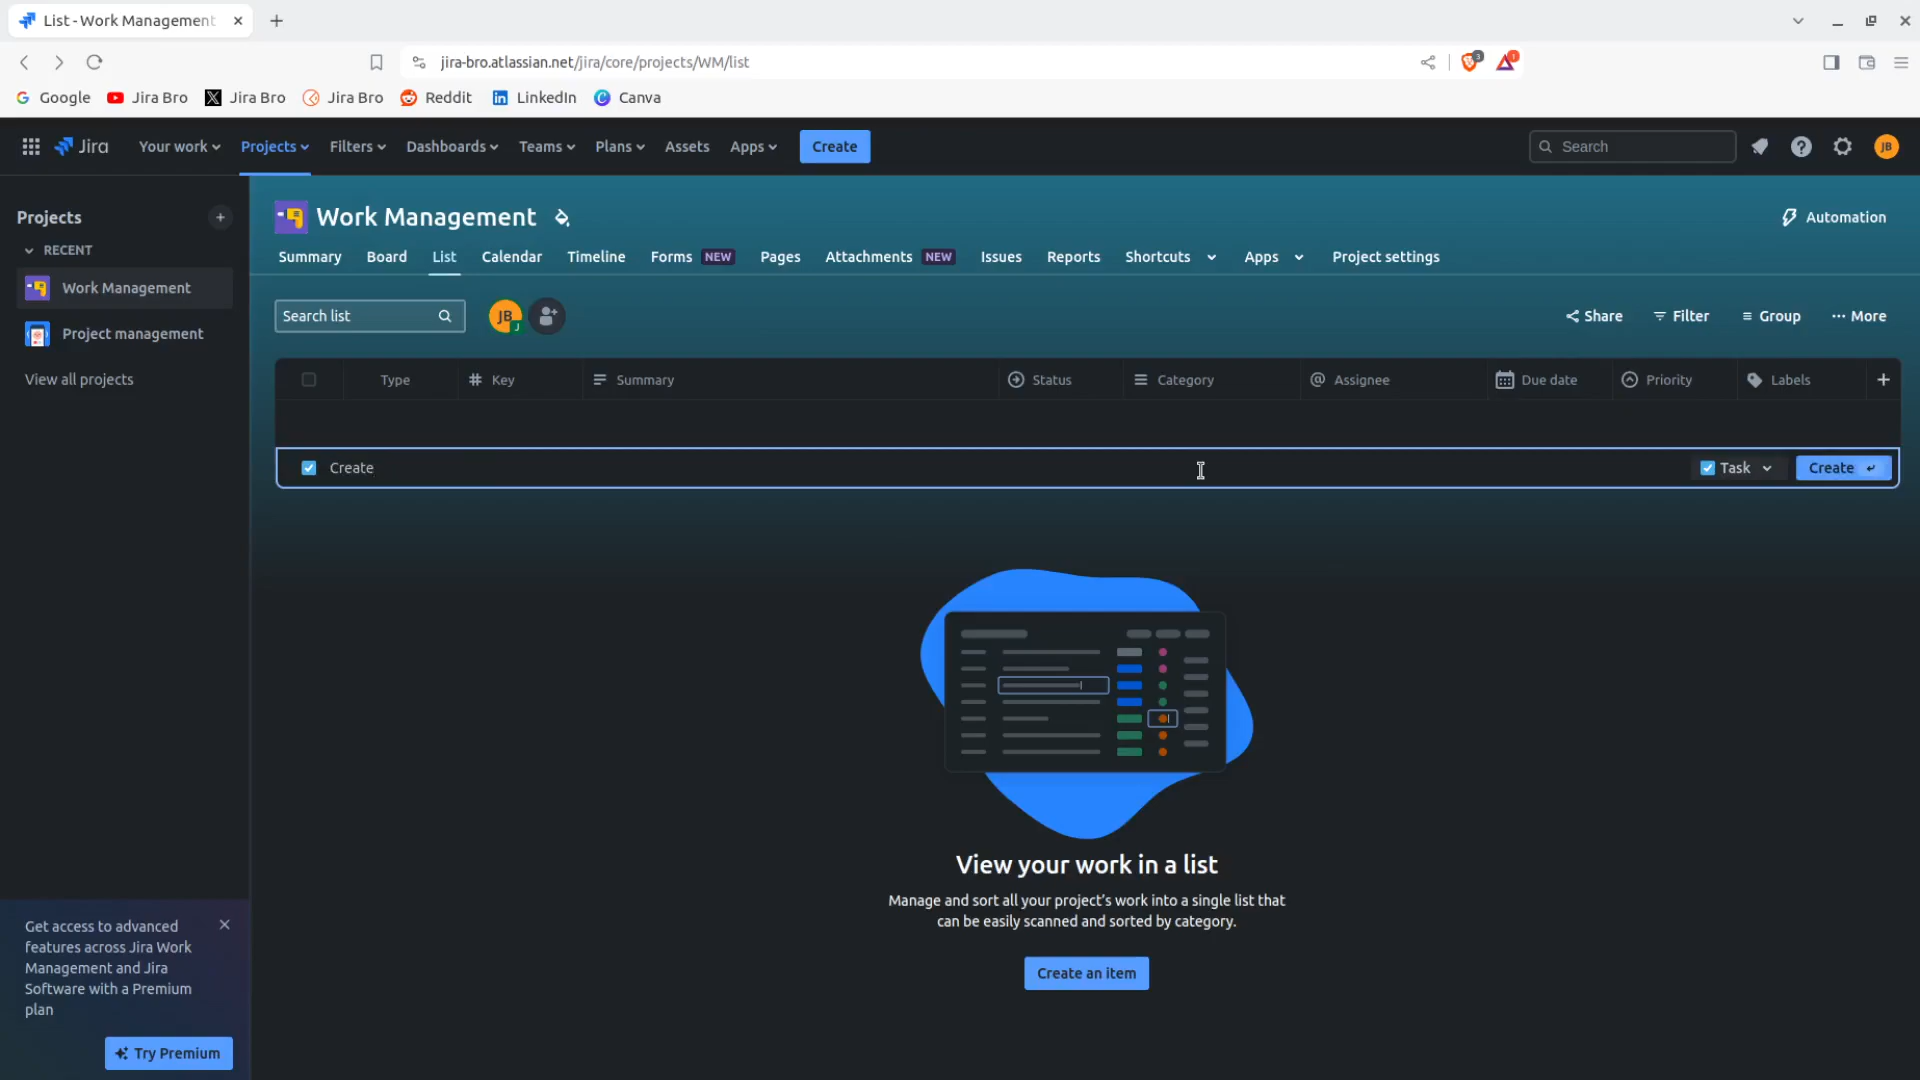 List - Work Management
jira-bro.atlassian.net/jira/core/projects/WM/list
3
1
Google Jira Bro Jira Bro Jira Bro Reddit LinkedIn Canva
Jira Your work Projects Filters Dashboards Teams Plans Assets Apps Create Search JB
Projects
RECENT
Work Management
Project management
View all projects
Work Management
Automation
Summary Board List Calendar Timeline Forms NEW Pages Attachments NEW Issues Reports Shortcuts Apps Project settings
Search list JB J Share Filter Group More
Type # Key Summary Status Category @ Assignee Due date Priority Labels +
Create Task Create
View your work in a list
Manage and sort all your project's work into a single list that
can be easily scanned and sorted by category.
Create an item
Get access to advanced
features across Jira Work
Management and Jira
Software with a Premium
plan
Try Premium